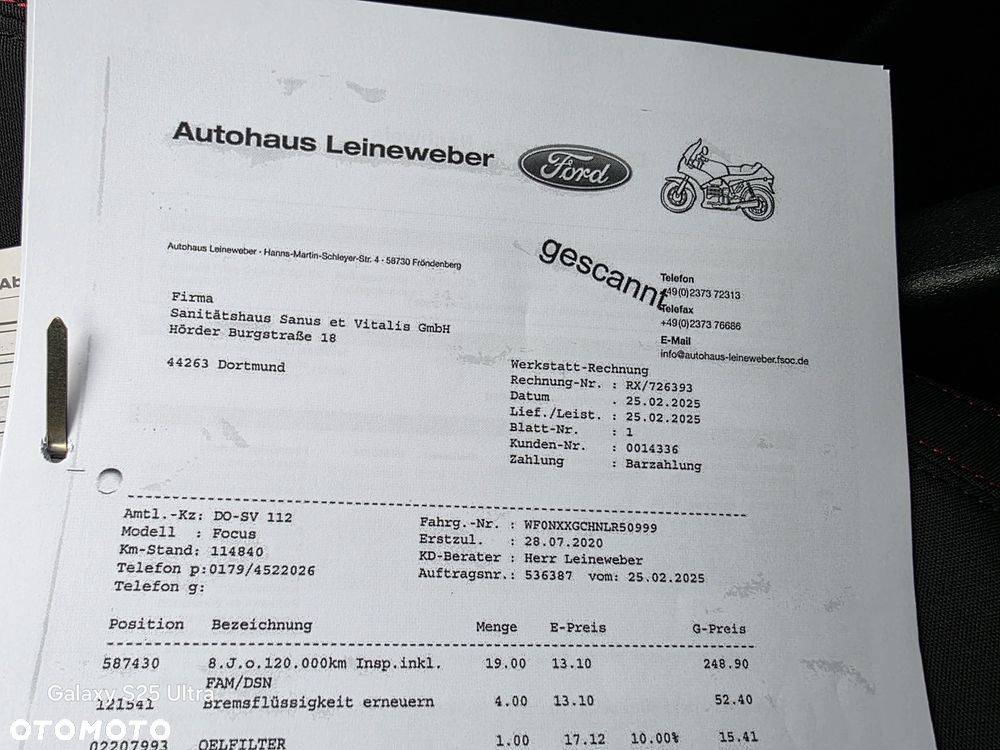 Autohaus Leineweber
Ford
Autohaus Leineweber · Hanns-Martin-Schleyer-Str. 4 · 58730 Fröndenberg
gescannt
Telefon
+49(0)2373 72313
Telefax
+49(0)2373 76686
E-Mail
info@autohaus-leineweber.fsoc.de
Firma
Sanitätshaus Sanus et Vitalis GmbH
Hörder Burgstraße 18
44263 Dortmund
Werkstatt-Rechnung
Rechnung-Nr. : RX/726393
Datum . 25.02.2025
Lief./Leist. : 25.02.2025
Blatt-Nr. : 1
Kunden-Nr. : 0014336
Zahlung : Barzahlung
Amtl.-Kz: DO-SV 112
Modell : Focus
Km-Stand: 114840
Telefon p:0179/4522026
Telefon g:
Fahrg.-Nr. : WF0NXXGCHNLR50999
Erstzul. : 28.07.2020
KD-Berater : Herr Leineweber
Auftragsnr.: 536387 vom: 25.02.2025
Position Bezeichnung Menge E-Preis G-Preis
587430 8.J.o.120.000km Insp.inkl. 19.00 13.10 248.90
FAM/DSN
121541 Bremsflüssigkeit erneuern 4.00 13.10 52.40
02207993 OELFILTER 1.00 17.12 10.00% 15.41
Ab
Galaxy S25 Ultra
OTOMOTO